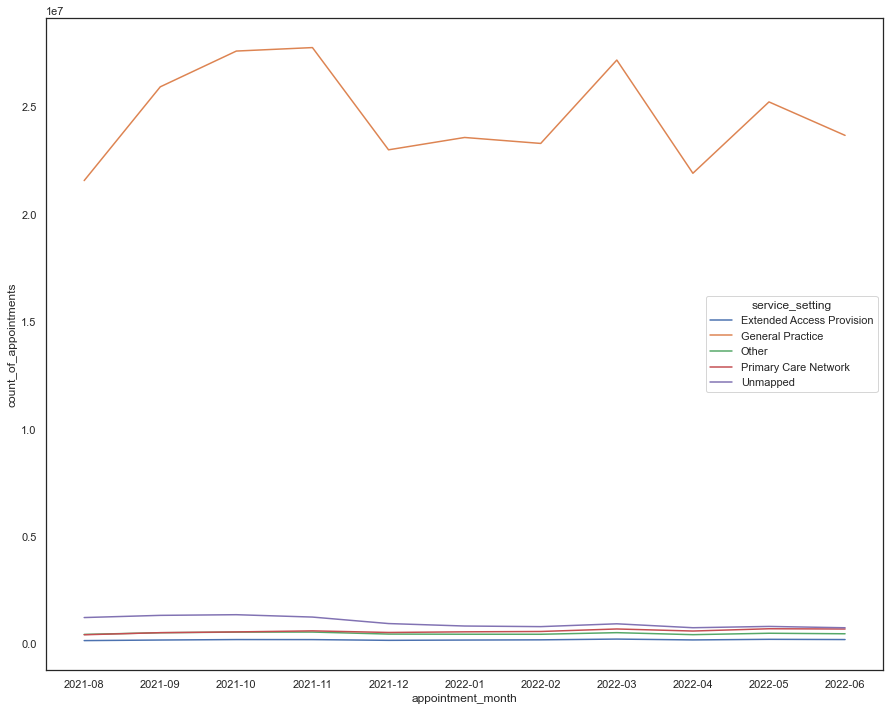 1e7
2.5
2.0
1.5
1.0
0.5
0.0
count_of_appointments
service_setting
Extended Access Provision
General Practice
Other
Primary Care Network
Unmapped
2021-08 2021-09 2021-10 2021-11 2021-12 2022-01 2022-02 2022-03 2022-04 2022-05 2022-06
appointment_month